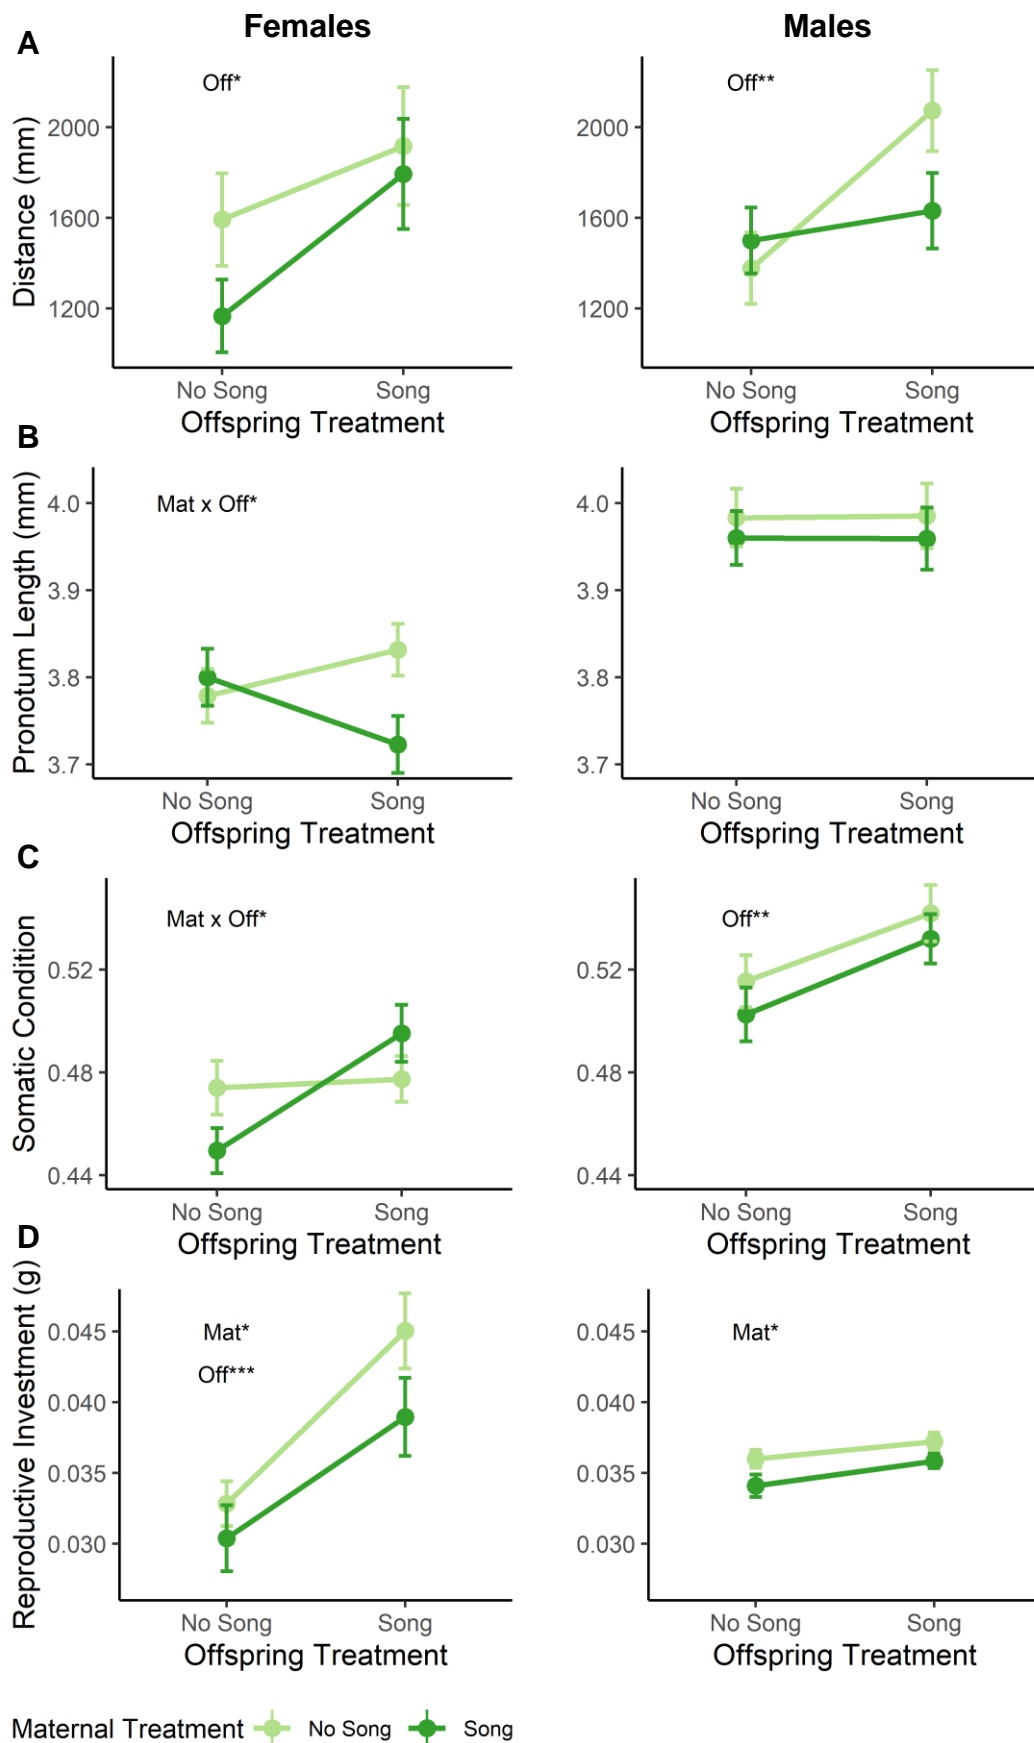 Females
Males
A
Distance (mm)
2000
1600
1200
Off*
No Song
Song
Offspring Treatment
2000
1600
1200
Off**
No Song
Song
Offspring Treatment
B
Pronotum Length (mm)
4.0
3.9
3.8
3.7
Mat x Off*
No Song
Song
Offspring Treatment
4.0
3.9
3.8
3.7
No Song
Song
Offspring Treatment
C
Somatic Condition
0.52
0.48
0.44
Mat x Off*
No Song
Song
Offspring Treatment
0.52
0.48
0.44
Off**
No Song
Song
Offspring Treatment
D
Reproductive Investment (g)
0.045
0.040
0.035
0.030
Mat*
Off***
No Song
Song
Offspring Treatment
0.045
0.040
0.035
0.030
Mat*
No Song
Song
Offspring Treatment
Maternal Treatment No Song Song